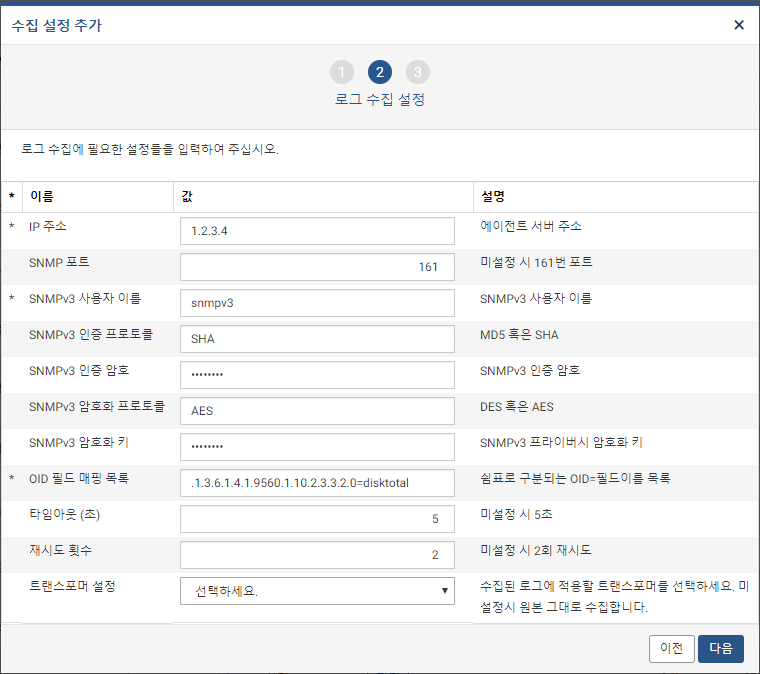 수집 설정 추가 ×
1 2 3
로그 수집 설정
로그 수집에 필요한 설정들을 입력하여 주십시오.
* 이름 값 설명
* IP 주소 1.2.3.4 에이전트 서버 주소
SNMP 포트 161 미설정 시 161번 포트
* SNMPv3 사용자 이름 snmpv3 SNMPv3 사용자 이름
SNMPv3 인증 프로토콜 SHA MD5 혹은 SHA
SNMPv3 인증 암호 •••••••• SNMPv3 인증 암호
SNMPv3 암호화 프로토콜 AES DES 혹은 AES
SNMPv3 암호화 키 •••••••• SNMPv3 프라이버시 암호화 키
* OID 필드 매핑 목록 .1.3.6.1.4.1.9560.1.10.2.3.3.2.0=disktotal 쉼표로 구분되는 OID=필드이름 목록
타임아웃 (초) 5 미설정 시 5초
재시도 횟수 2 미설정 시 2회 재시도
트랜스포머 설정 선택하세요. ▼ 수집된 로그에 적용할 트랜스포머를 선택하세요. 미
설정시 원본 그대로 수집합니다.
이전 다음